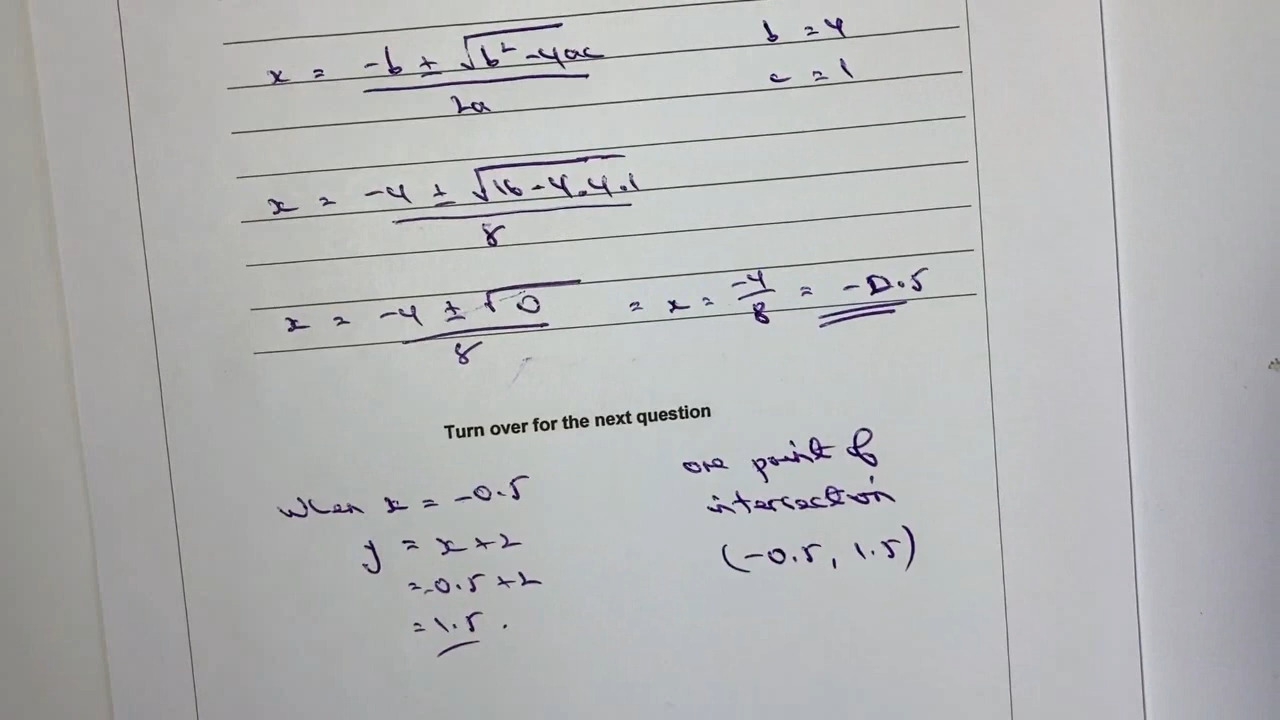 x = -b ± √b² - 4ac / 2a
b = 4
c = 1
x = -4 ± √16 - 4.4.1 / 8
x = -4 ± √0 / 8 = x = -4/8 = -0.5
Turn over for the next question
when x = -0.5
y = x + 2
= -0.5 + 2
= 1.5 .
one point of
intersection
(-0.5, 1.5)